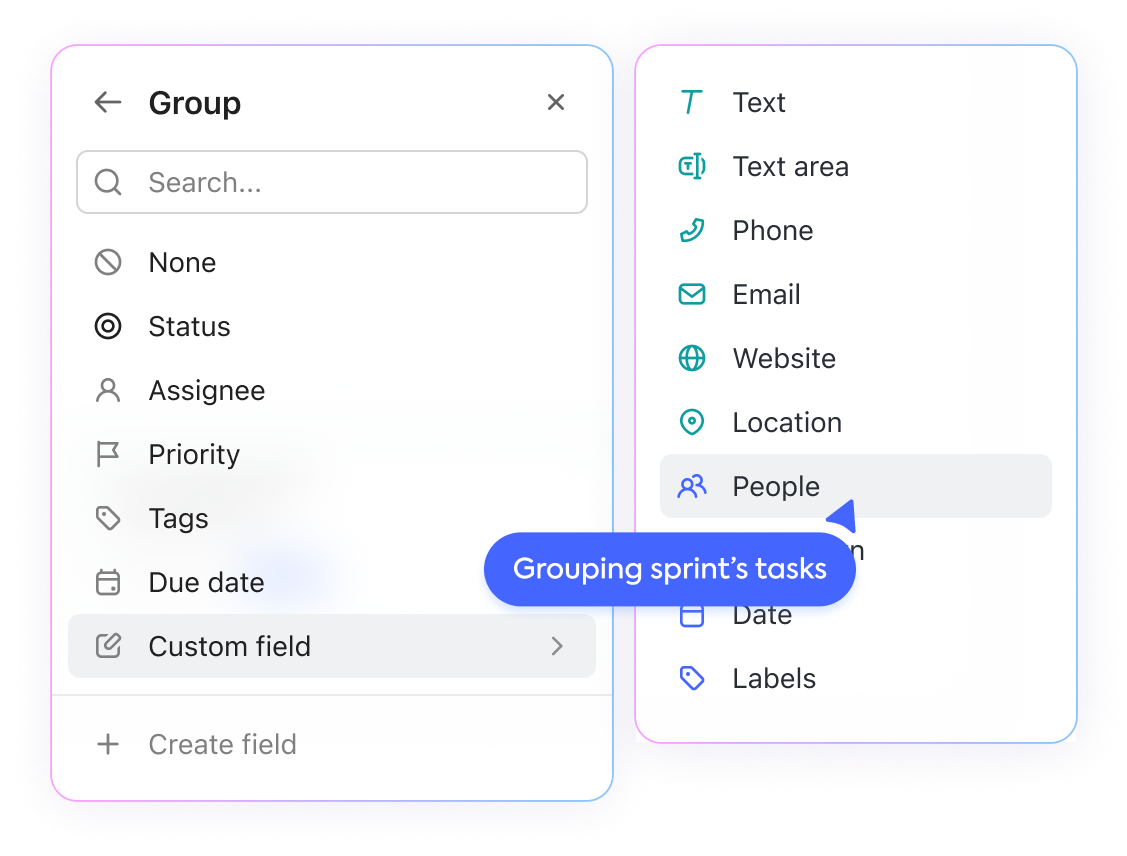 Group
Search...
None
Status
Assignee
Priority
Tags
Due date
Custom field
Create field
Text
Text area
Phone
Email
Website
Location
People
Grouping sprint’s tasks
Date
Labels